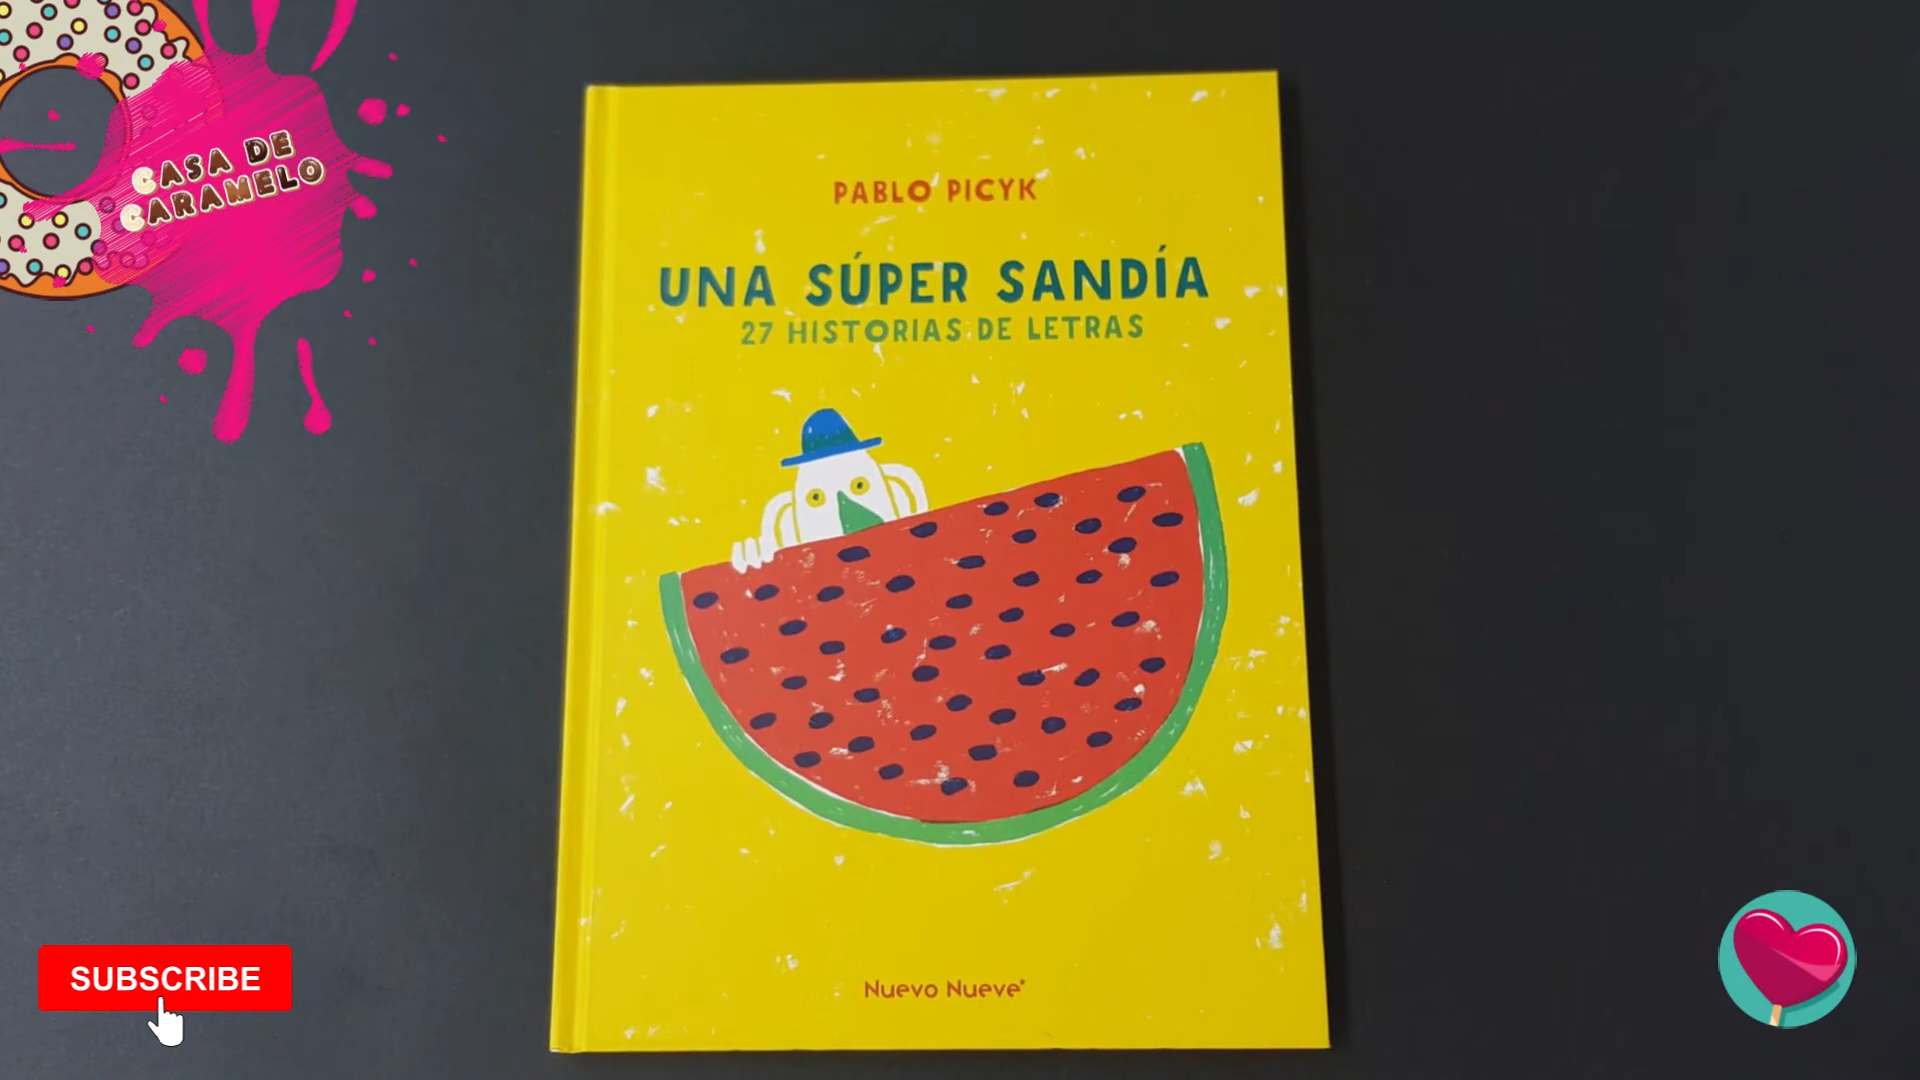 CASA DE
CARAMELO
PABLO PICYK
UNA SÚPER SANDÍA
27 HISTORIAS DE LETRAS
Nuevo Nueve
SUBSCRIBE